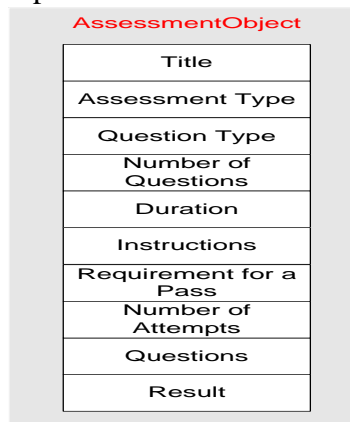 AssessmentObject
Title
Assessment Type
Question Type
Number of
Questions
Duration
Instructions
Requirement for a
Pass
Number of
Attempts
Questions
Result